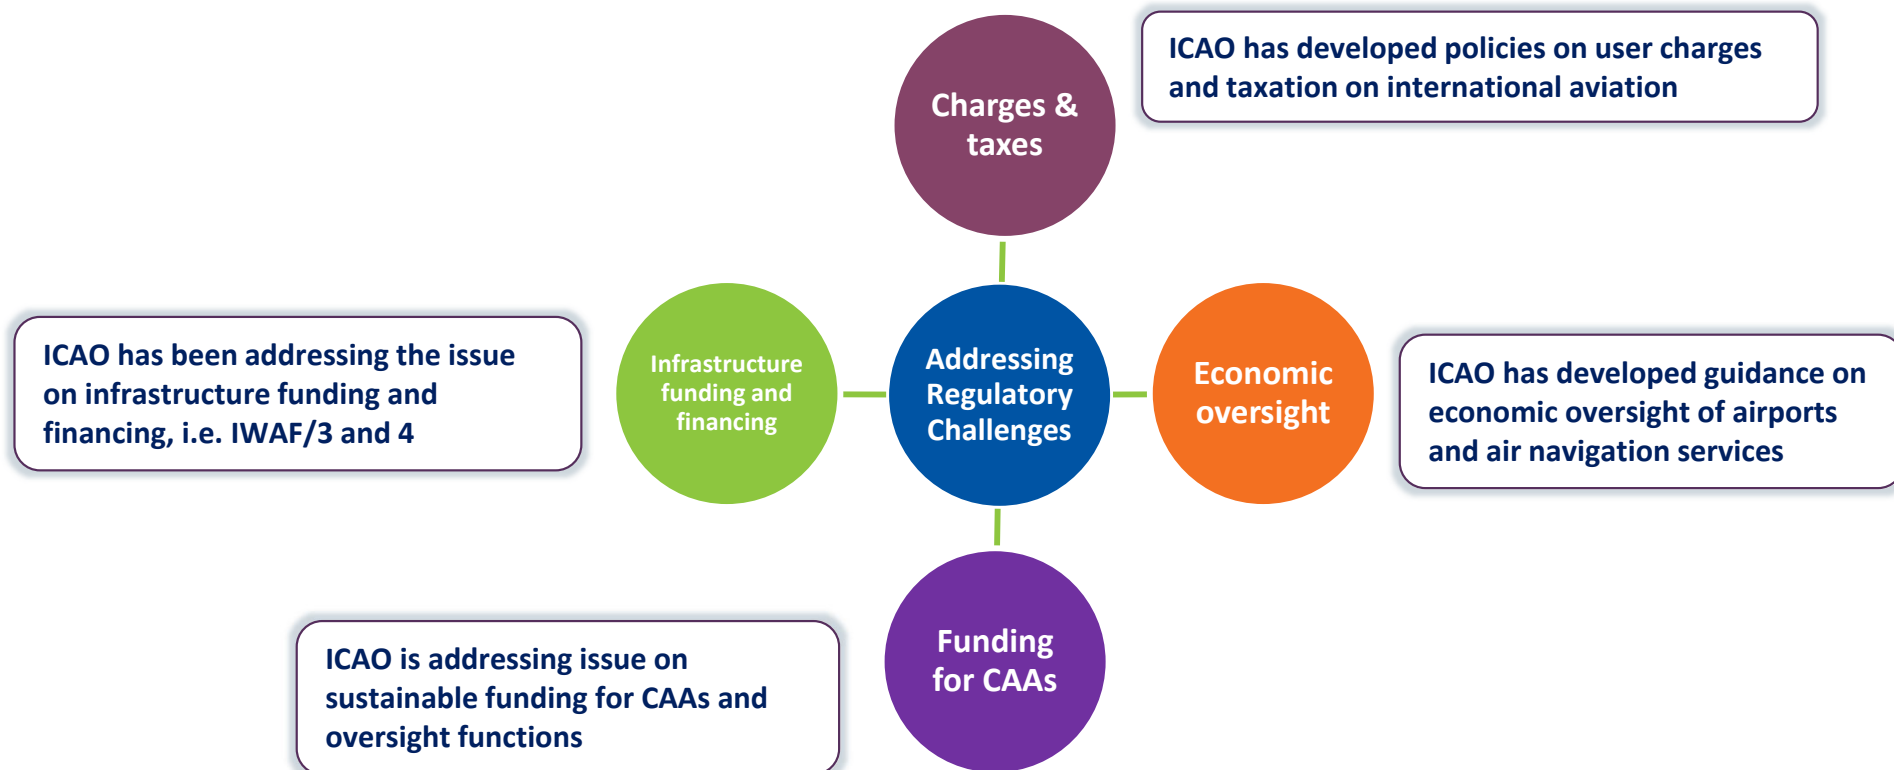 Charges &
taxes
ICAO has developed policies on user charges
and taxation on international aviation
ICAO has been addressing the issue
on infrastructure funding and
financing, i.e. IWAF/3 and 4
Infrastructure
funding and
financing
Addressing
Regulatory
Challenges
Economic
oversight
ICAO has developed guidance on
economic oversight of airports
and air navigation services
ICAO is addressing issue on
sustainable funding for CAAs and
oversight functions
Funding
for CAAs